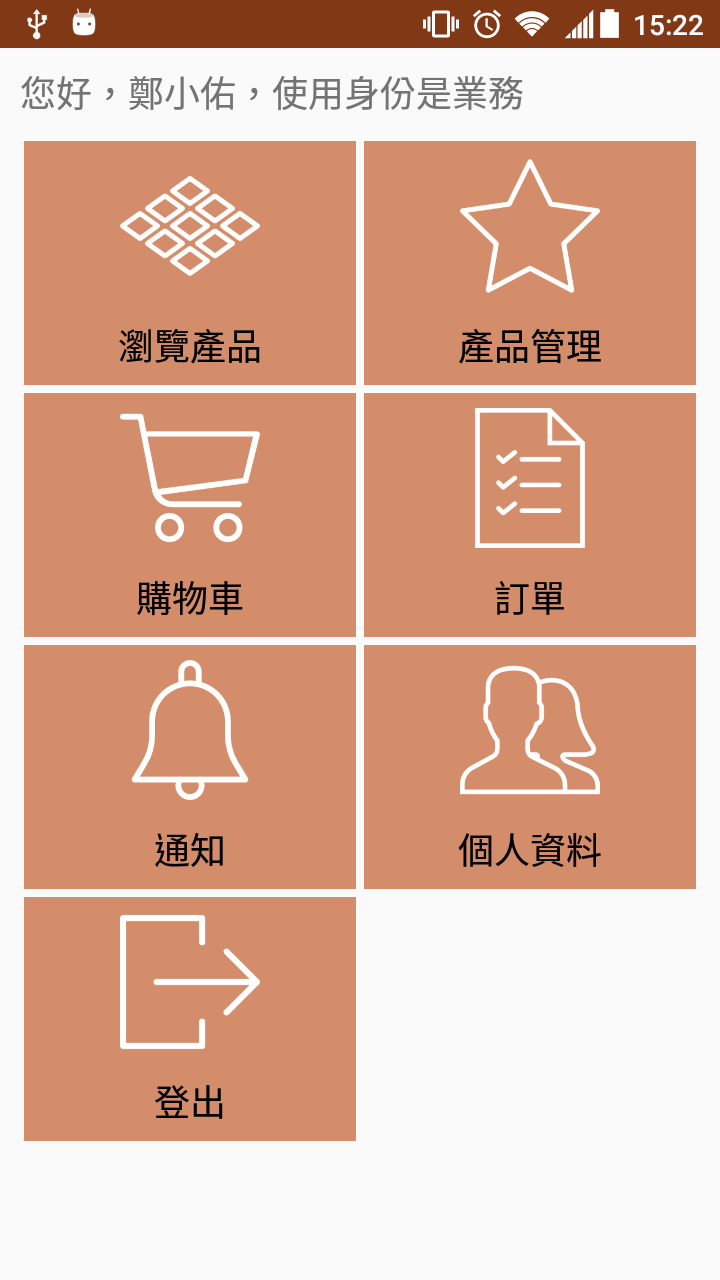 15:22
您好，鄭小佑，使用身份是業務
瀏覽產品
產品管理
購物車
訂單
通知
個人資料
登出